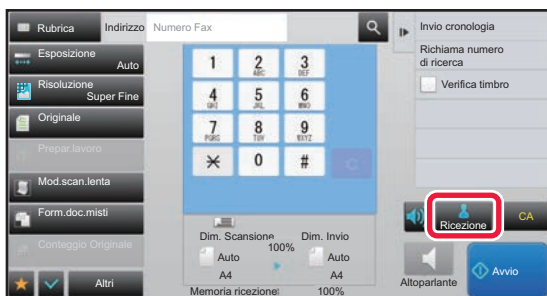 Rubrica
Indirizzo
Numero Fax
Esposizione
Auto
Risoluzione
Super Fine
Originale
Prepar.lavoro
Mod.scan.lenta
Form.doc.misti
Conteggio Originale
Altri
1
2
ABC
3
DEF
4
GHI
5
JKL
6
MNO
7
PQRS
8
TUV
9
WXYZ
0
#
C
Dim. Scansione
100%
Dim. Invio
Auto
A4
Auto
A4
Memoria ricezione:
100%
Invio cronologia
Richiama numero
di ricerca
Verifica timbro
Ricezione
CA
Altoparlante
Avvio